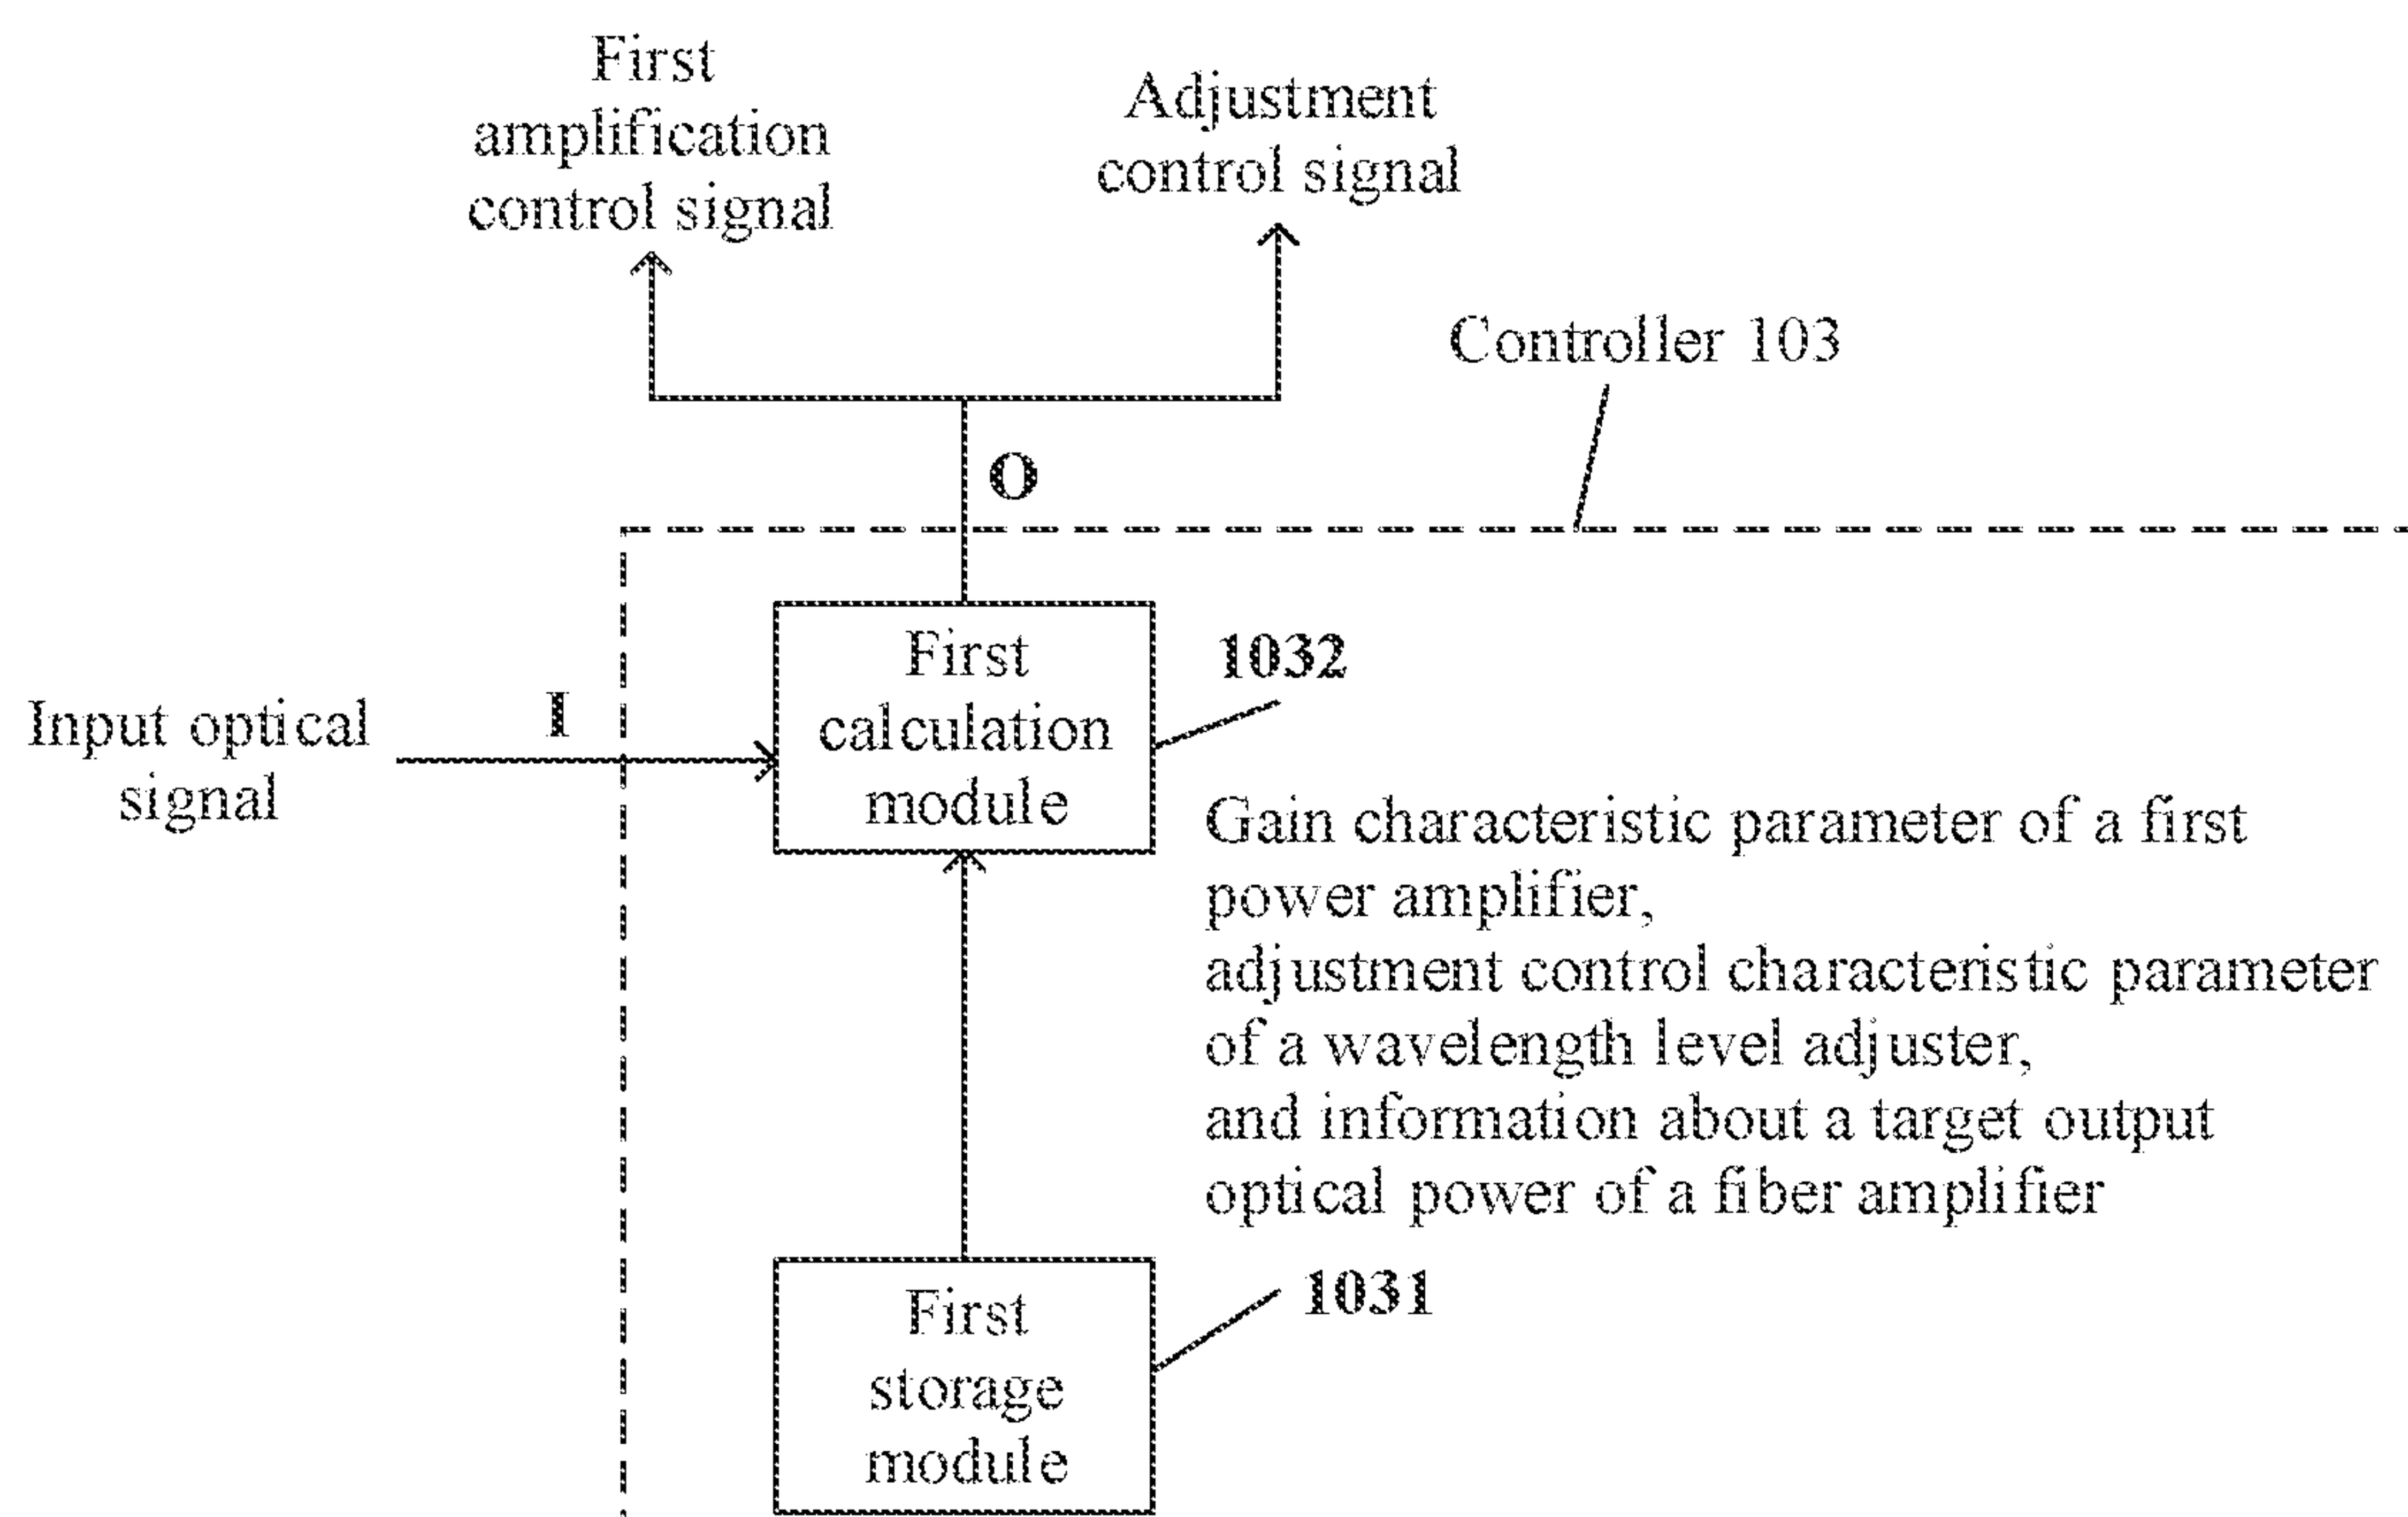 First
amplification
control signal
Adjustment
control signal
Controller 103
O
First
calculation
module
1032
Input optical
signal
I
Gain characteristic parameter of a first
power amplifier,
adjustment control characteristic parameter
of a wavelength level adjuster,
and information about a target output
optical power of a fiber amplifier
First
storage
module
1031